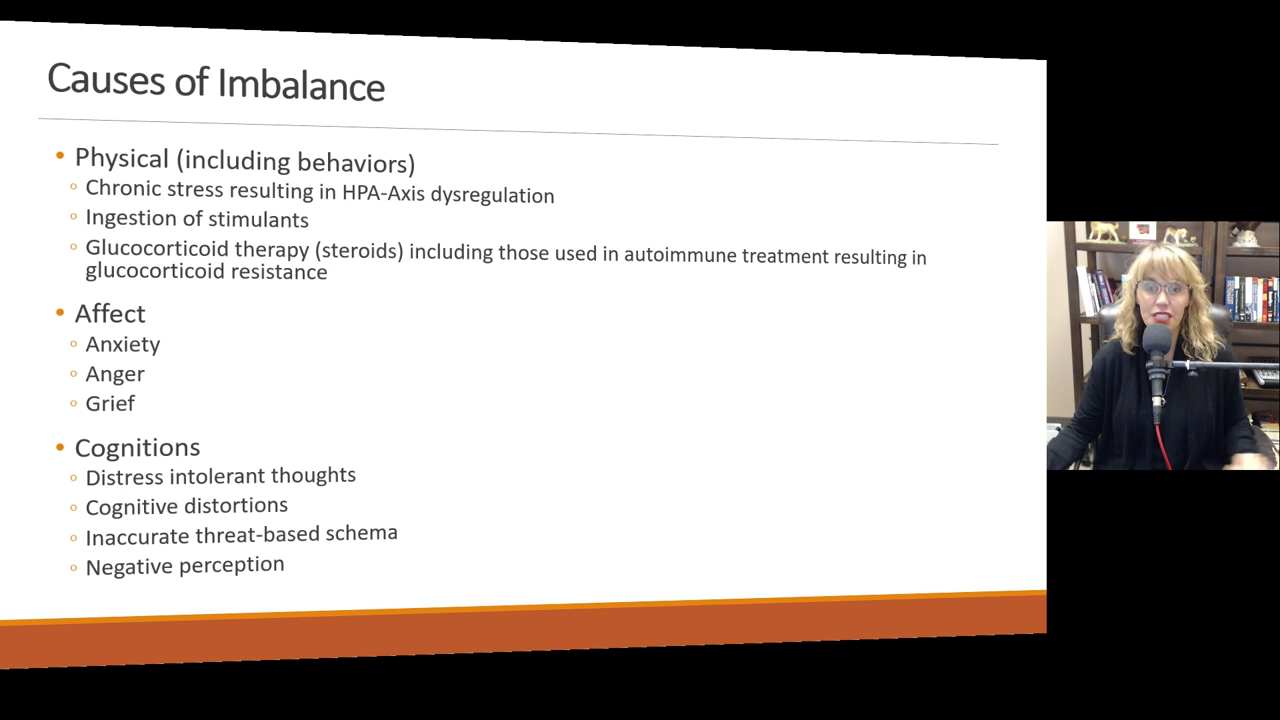 Causes of Imbalance
• Physical (including behaviors)
◦ Chronic stress resulting in HPA-Axis dysregulation
◦ Ingestion of stimulants
◦ Glucocorticoid therapy (steroids) including those used in autoimmune treatment resulting in
glucocorticoid resistance
• Affect
◦ Anxiety
◦ Anger
◦ Grief
• Cognitions
◦ Distress intolerant thoughts
◦ Cognitive distortions
◦ Inaccurate threat-based schema
◦ Negative perception